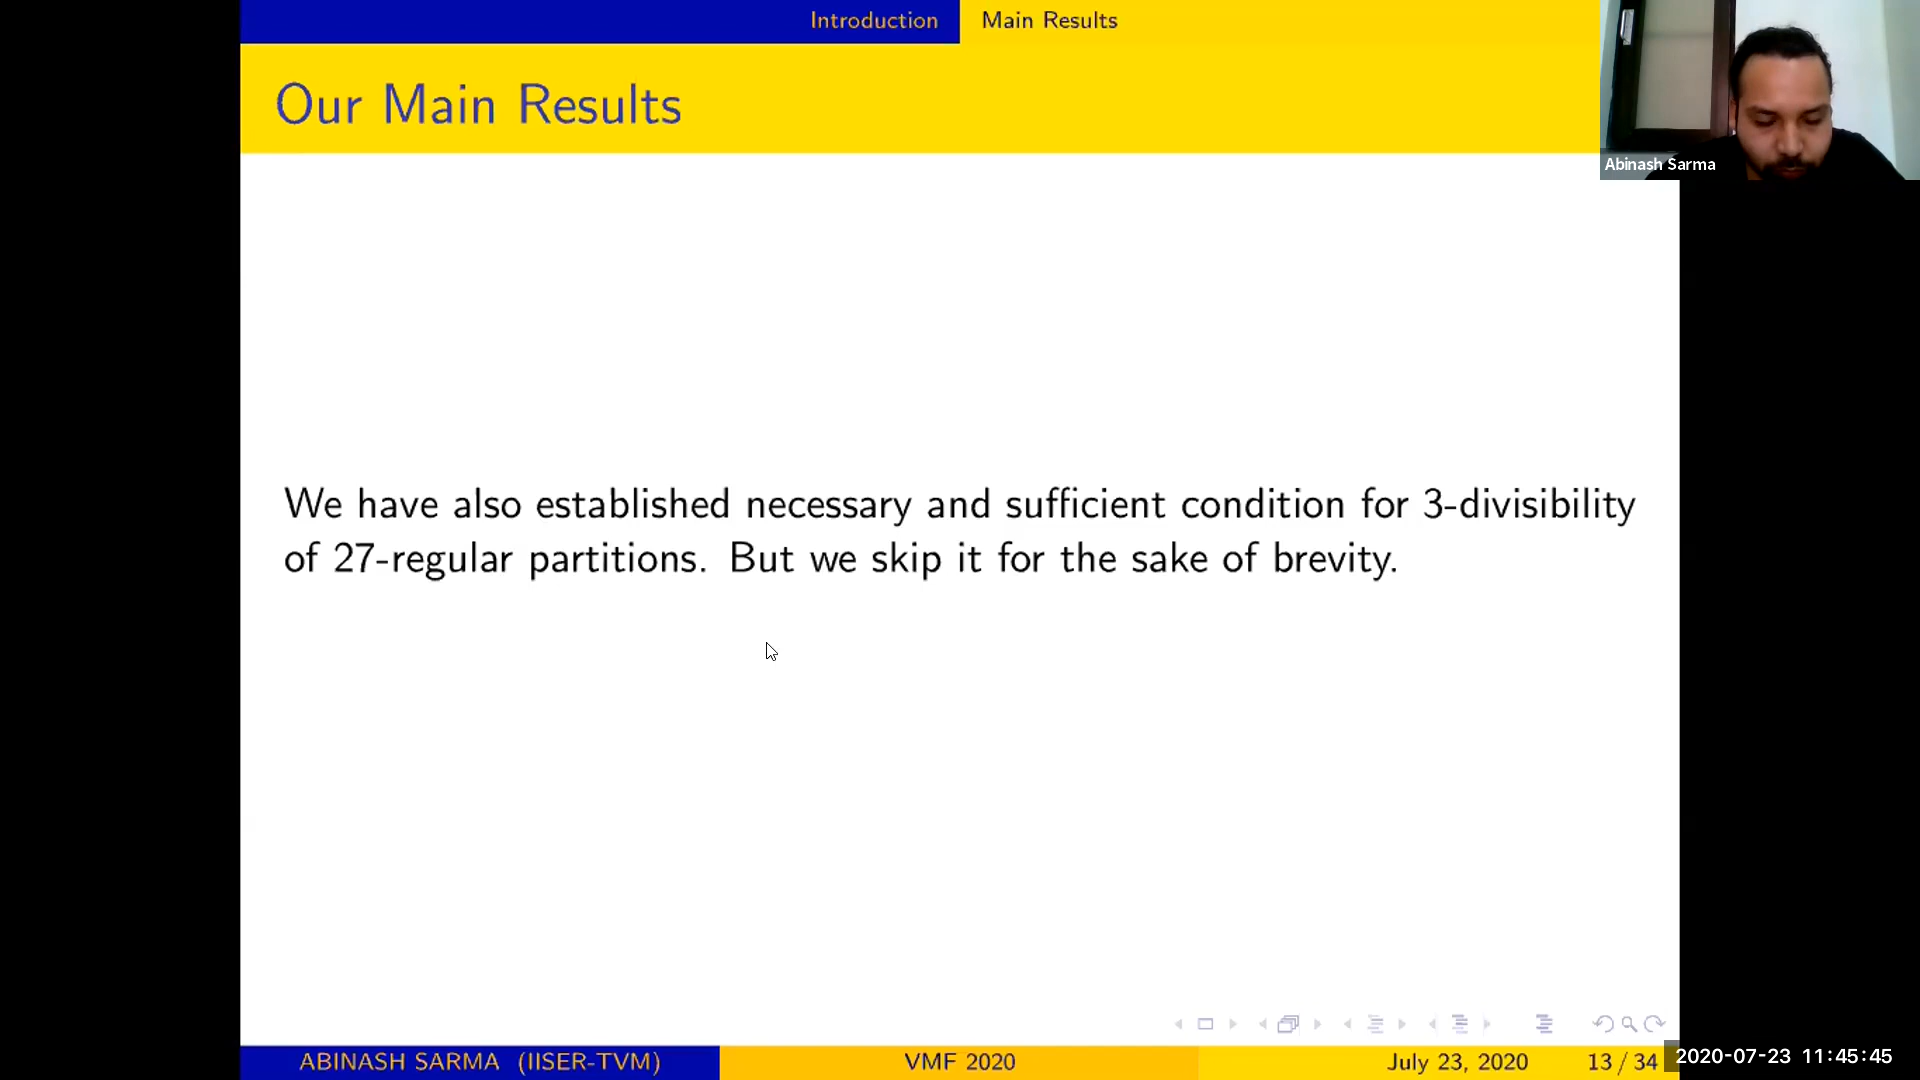 Introduction
Main Results
Our Main Results
Abinash Sarma
We have also established necessary and sufficient condition for 3-divisibility
of 27-regular partitions. But we skip it for the sake of brevity.
ABINASH SARMA (IISER-TVM)
VMF 2020
July 23, 2020
13 / 34
2020-07-23 11:45:45